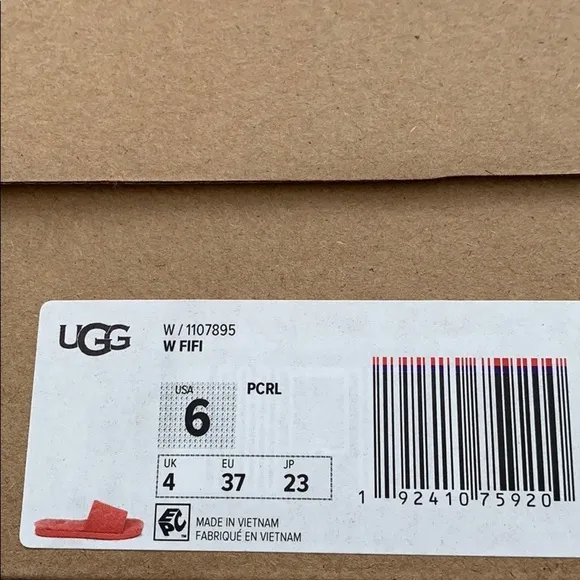 UGG
W / 1107895
W FIFI
USA
6
PCRL
UK EU JP
4 37 23
1 92410 75920
EPC
MADE IN VIETNAM
FABRIQUÉ EN VIETNAM